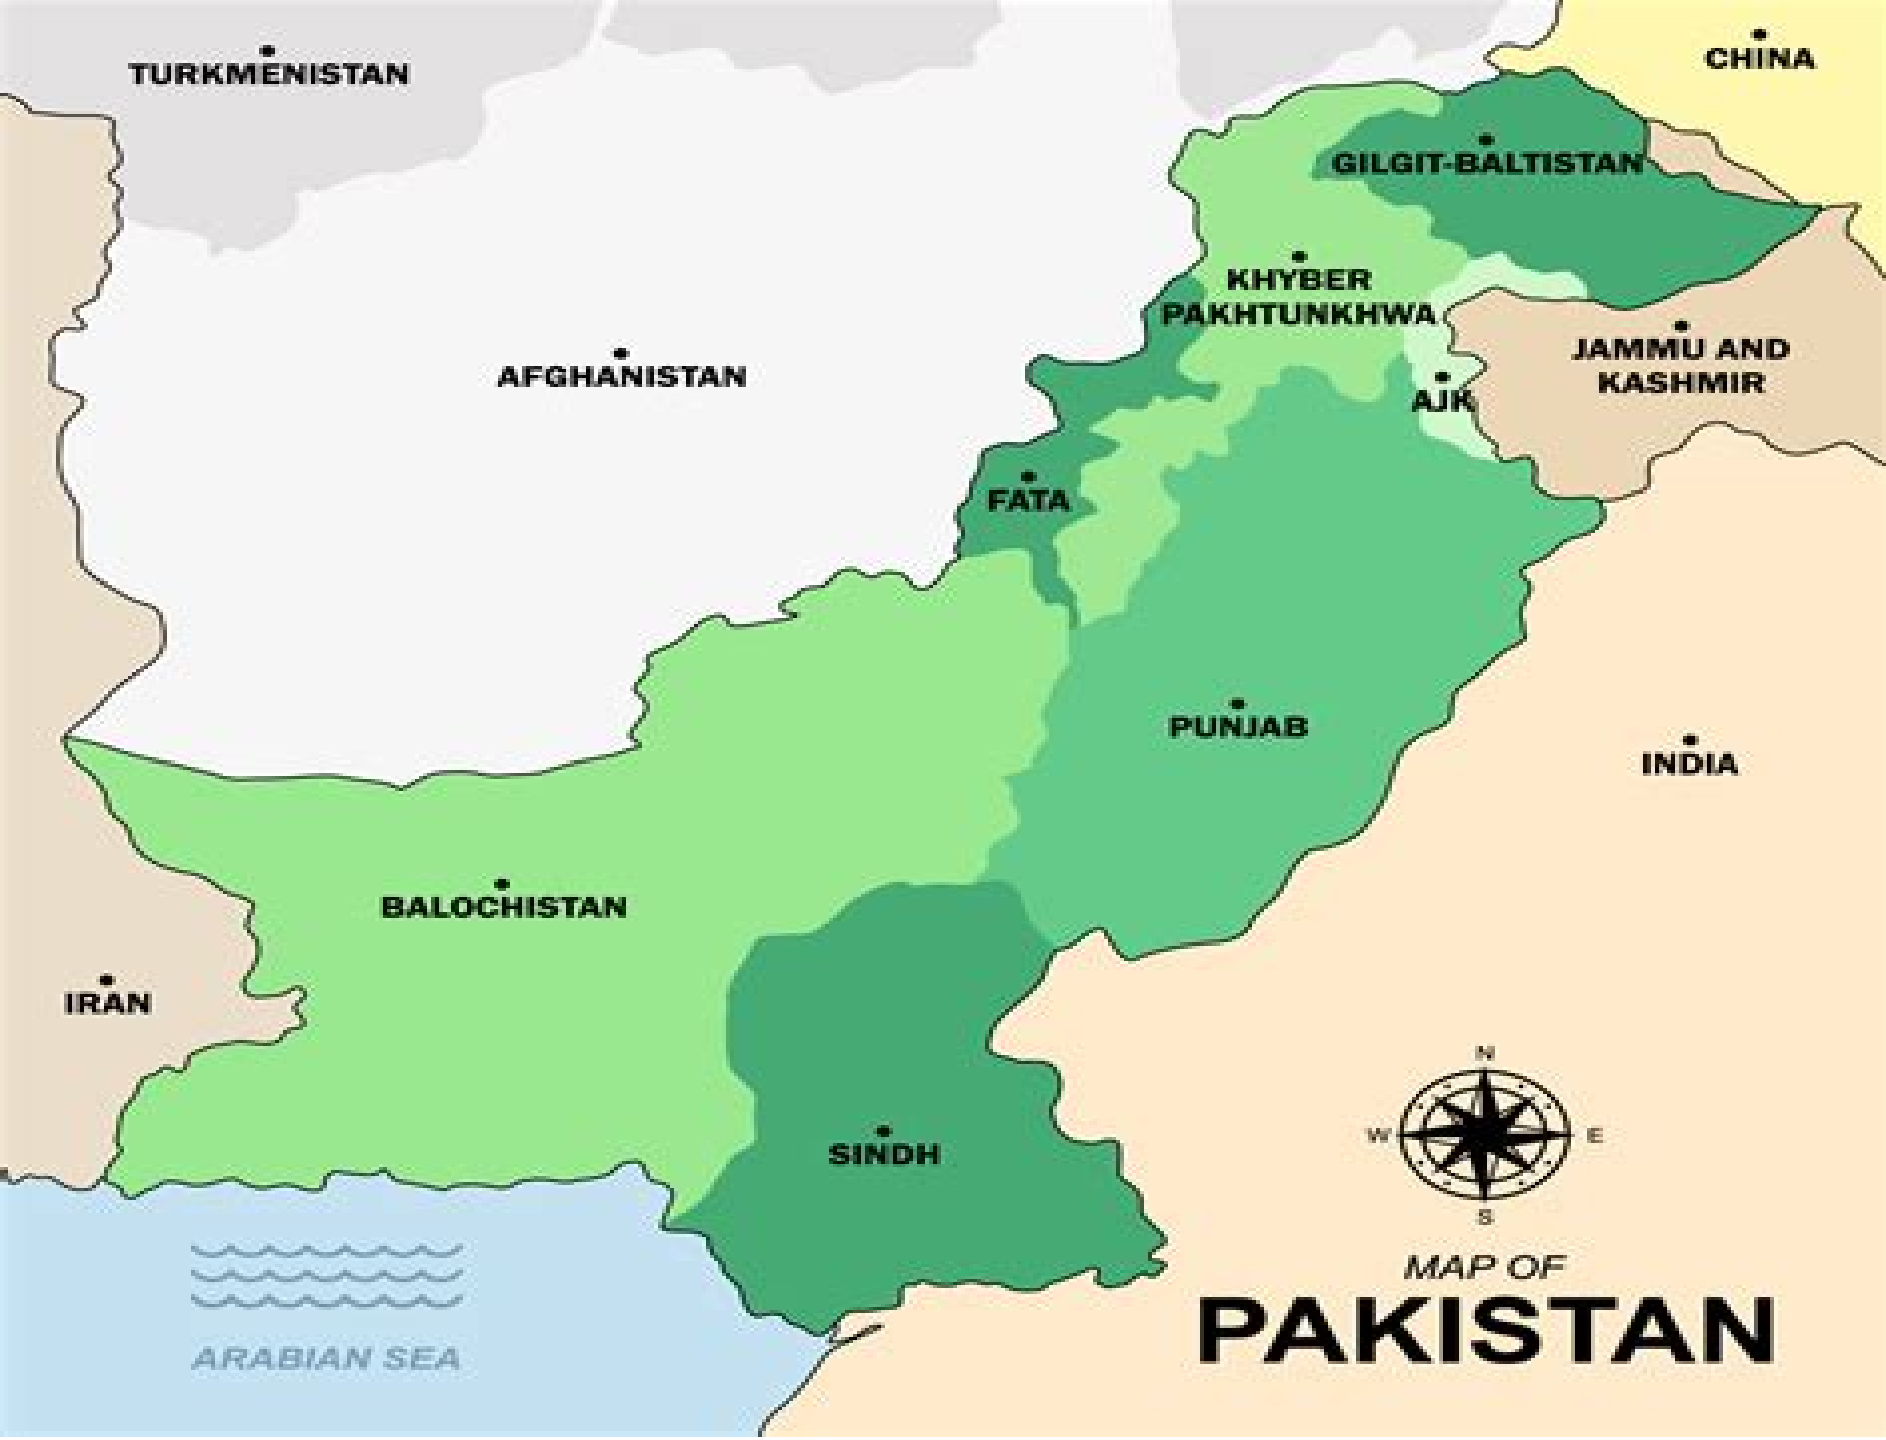 TURKMENISTAN
CHINA
GILGIT-BALTISTAN
KHYBER
PAKHTUNKHWA
JAMMU AND
KASHMIR
AFGHANISTAN
AJK
FATA
PUNJAB
INDIA
BALOCHISTAN
IRAN
SINDH
N
W
E
S
MAP OF
PAKISTAN
ARABIAN SEA